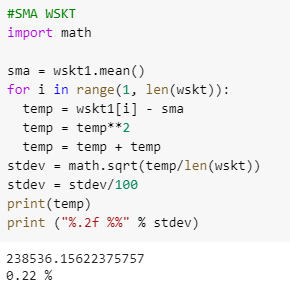 #SMA WSKT
import math
sma = wskt1.mean()
for i in range(1, len(wskt)):
  temp = wskt1[i] - sma
  temp = temp**2
  temp = temp + temp
stdev = math.sqrt(temp/len(wskt))
stdev = stdev/100
print(temp)
print ("%.2f %%" % stdev)
238536.15622375757
0.22 %